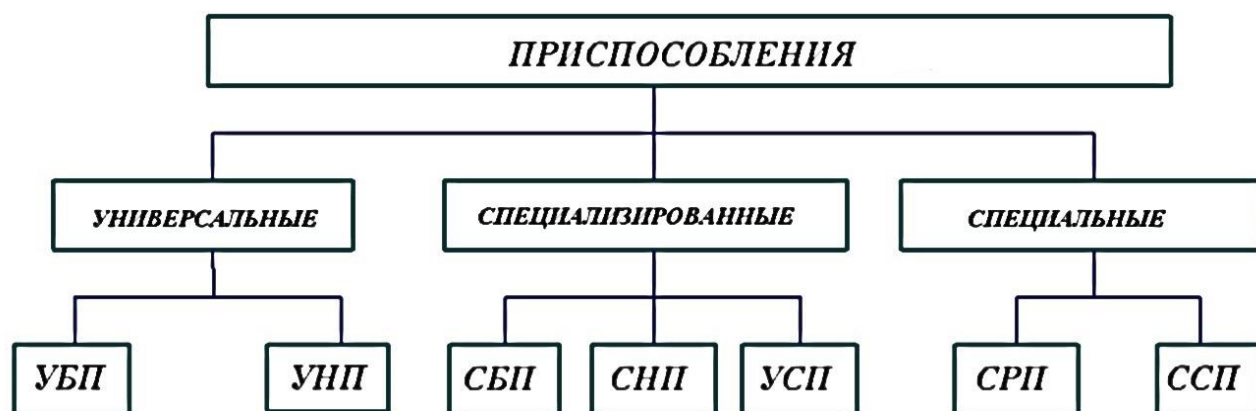 ПРИСПОСОБЛЕНИЯ
УНИВЕРСАЛЬНЫЕ
СПЕЦИАЛИЗИРОВАННЫЕ
СПЕЦИАЛЬНЫЕ
УБП
УНП
СБП
СНП
УСП
СРП
ССП